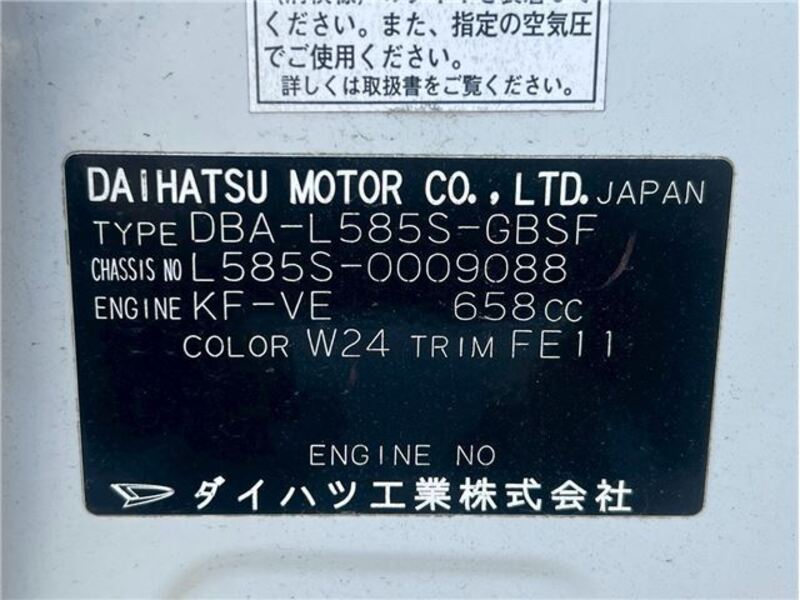 ください。また、指定の空気圧
でご使用ください。
詳しくは取扱書をご覧ください。
DAIHATSU MOTOR CO., LTD. JAPAN
TYPE DBA-L585S-GBSF
CHASSIS NO L585S-0009088
ENGINE KF-VE 658cc
COLOR W24 TRIM FE11
ENGINE NO
ダイハツ工業株式会社